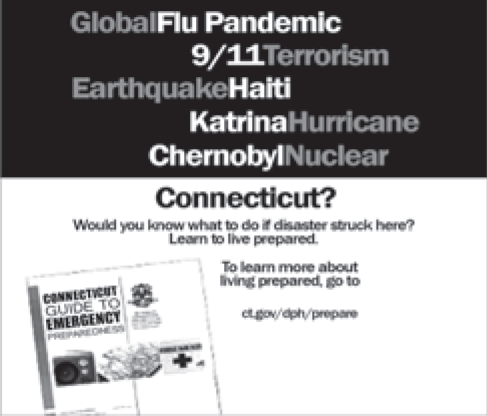 GlobalFlu Pandemic
9/11Terrorism
EarthquakeHaiti
KatrinaHurricane
ChernobylNuclear
Connecticut?
Would you know what to do if disaster struck here?
Learn to live prepared.
To learn more about
living prepared, go to
ct.gov/dph/prepare
CONNECTICUT
GUIDE TO
EMERGENCY
PREPAREDNESS